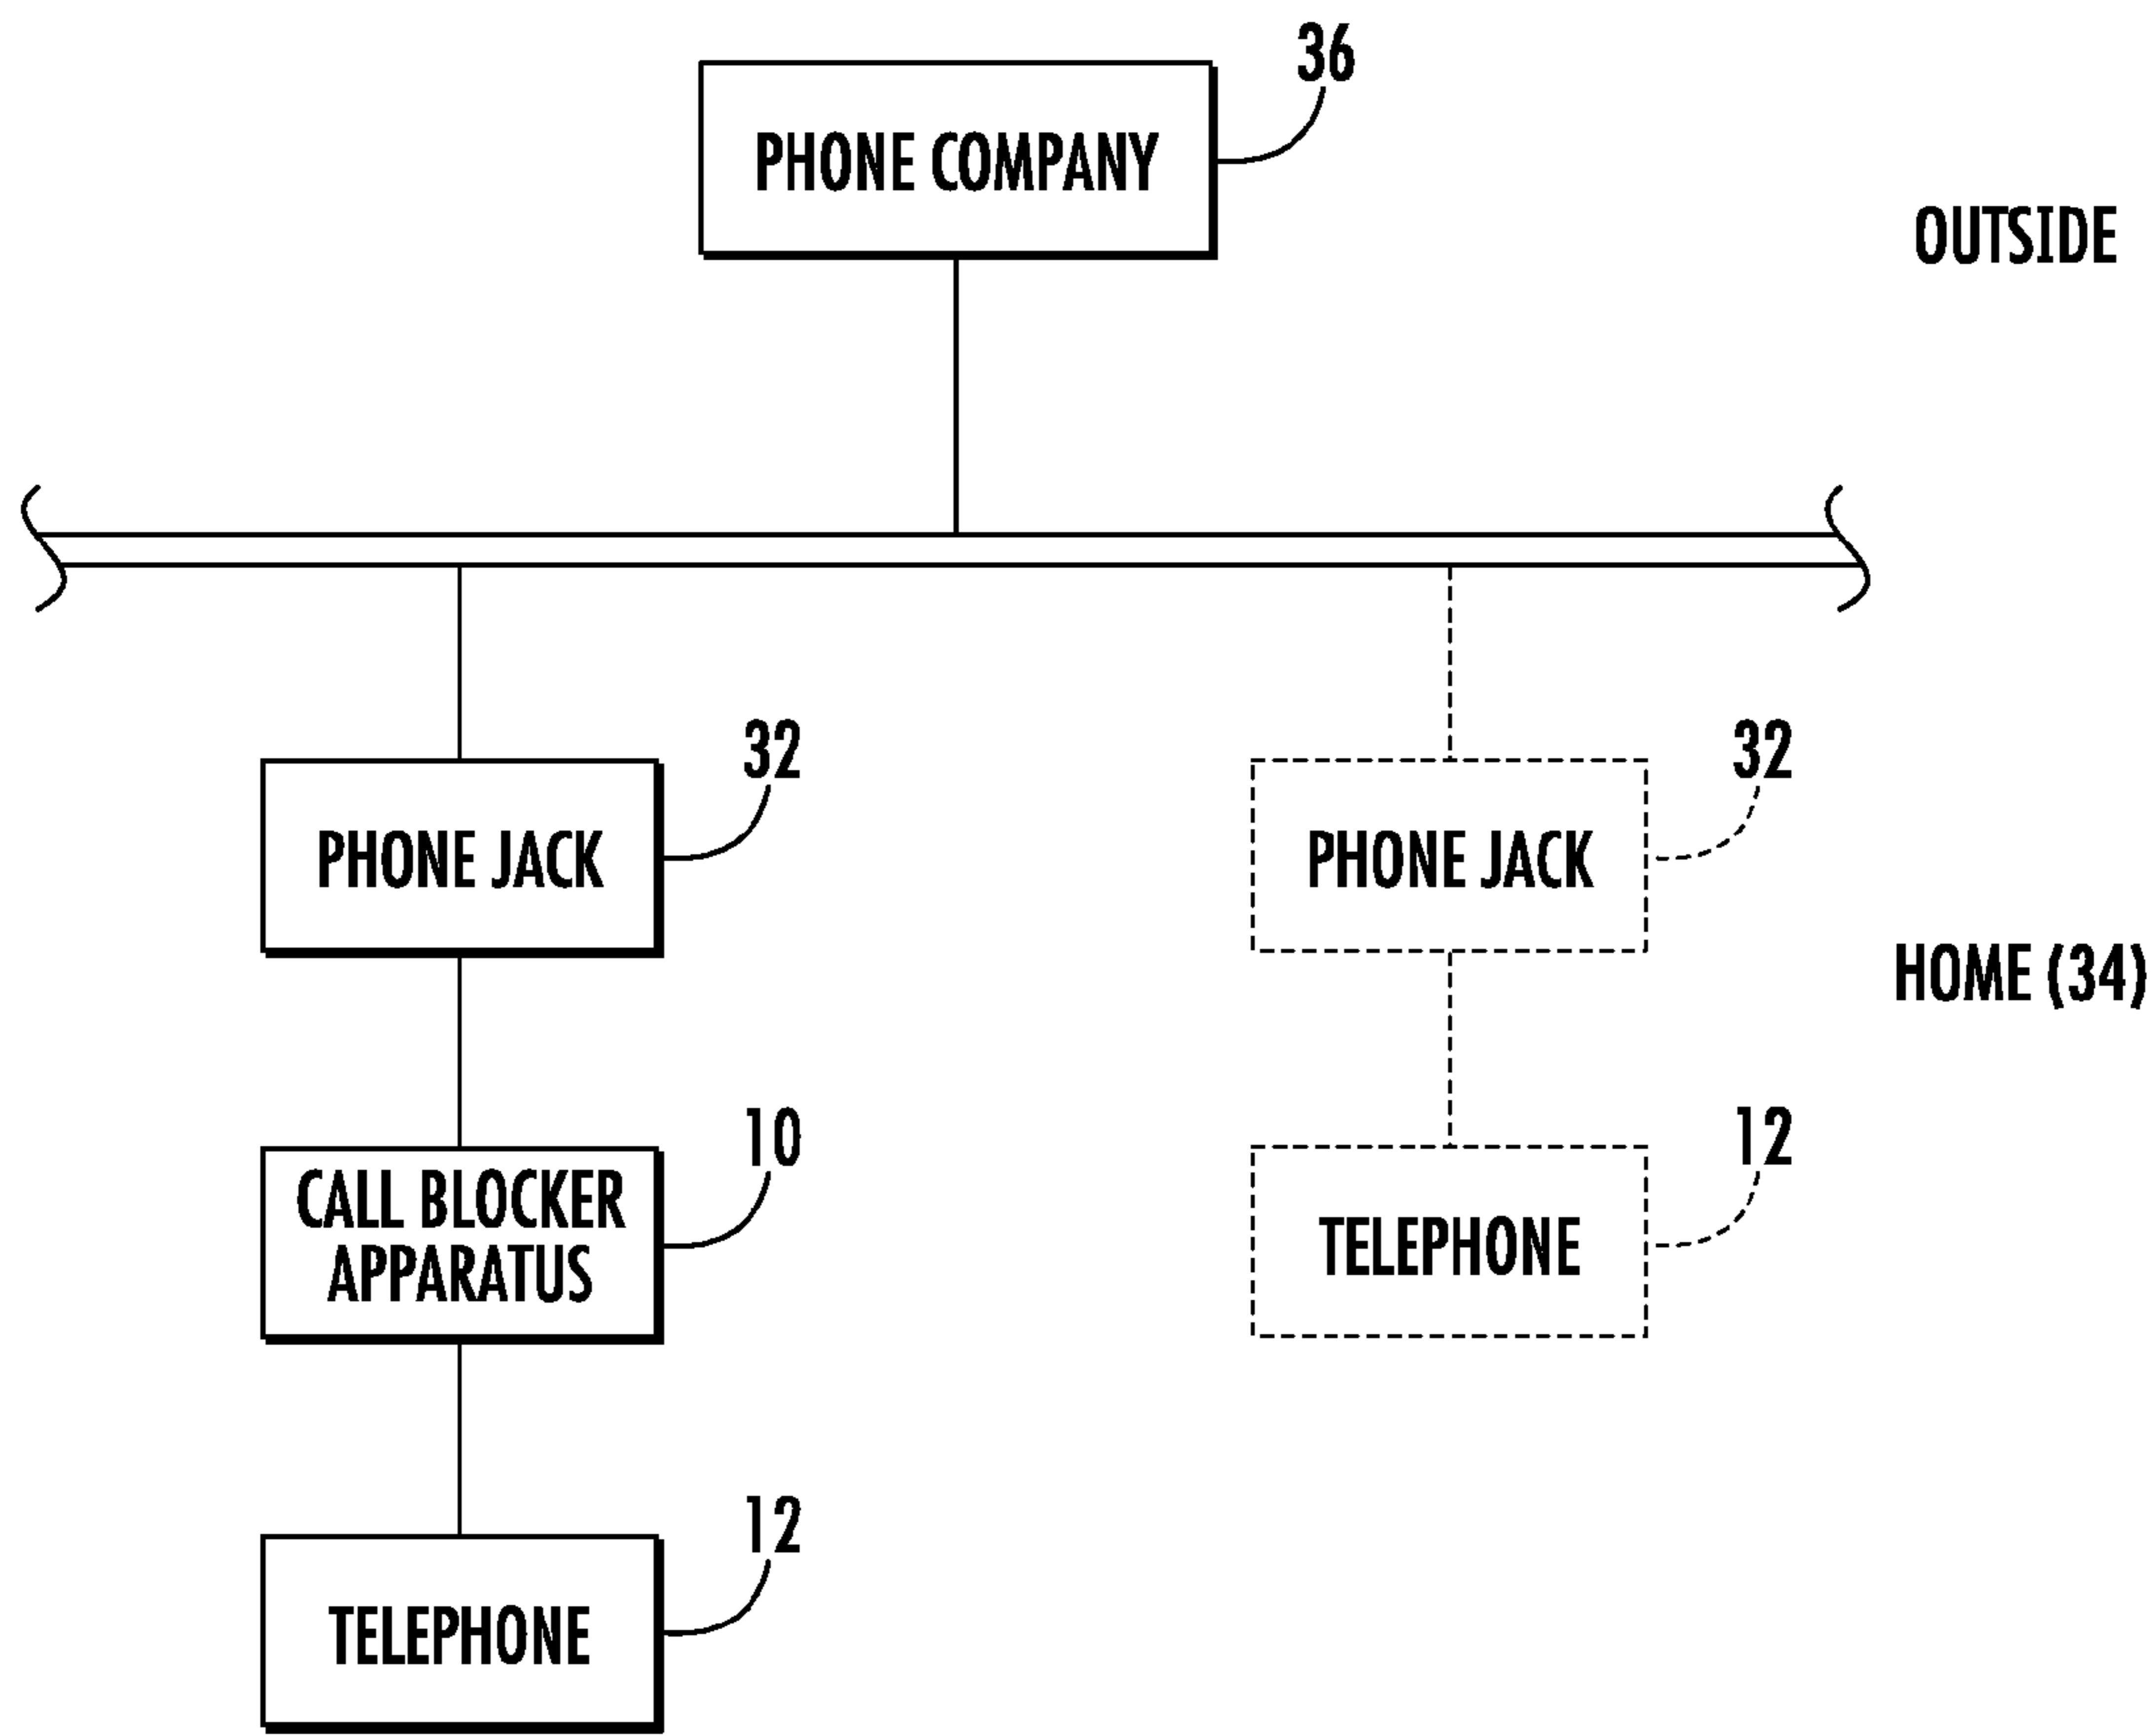 36
PHONE COMPANY
OUTSIDE
32
32
PHONE JACK
PHONE JACK
HOME (34)
10
12
CALL BLOCKER
APPARATUS
TELEPHONE
12
TELEPHONE